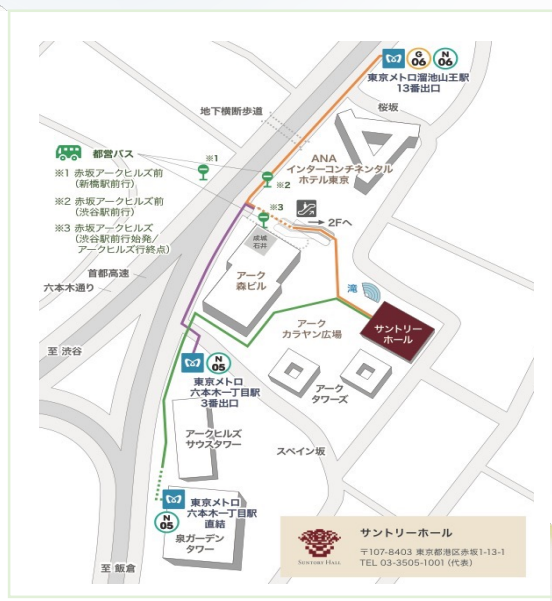 G
06
N
06
東京メトロ溜池山王駅
13番出口
桜坂
地下横断歩道
ANA
インターコンチネンタル
ホテル東京
都営バス
※1
※1 赤坂アークヒルズ前
(新橋駅前行)
※2
※2 赤坂アークヒルズ前
(渋谷駅前行)
※3
※3 赤坂アークヒルズ
(渋谷駅前行始発/
アークヒルズ行終点)
→ 2Fへ
成城
石井
首都高速
六本木通り
アーク
森ビル
滝
サントリー
ホール
アーク
カラヤン広場
至 渋谷
N
05
東京メトロ
六本木一丁目駅
3番出口
アーク
タワーズ
アークヒルズ
サウスタワー
スペイン坂
東京メトロ
六本木一丁目駅
直結
N
05
泉ガーデン
タワー
至 飯倉
SUNTORY HALL
サントリーホール
〒107-8403 東京都港区赤坂1-13-1
TEL 03-3505-1001 (代表)